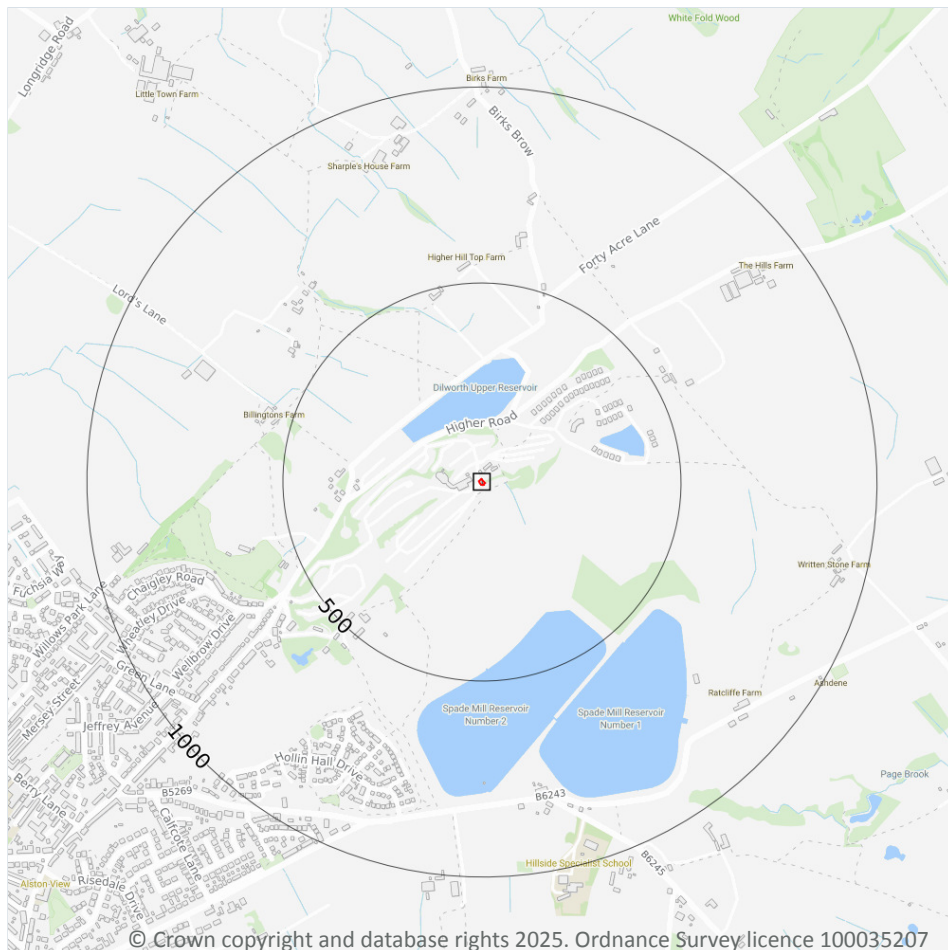 White Fold Wood
Longridge Road
Little Town Farm
Birks Farm
Birks Brow
Sharple's House Farm
Forty Acre Lane
Higher Hill Top Farm
The Hills Farm
Lord's Lane
Dilworth Upper Reservoir
Higher Road
Billingtons Farm
Fuchsia Way
Willows Park Lane
Chaigley Road
Wheatley Drive
Wellbrow Drive
Written Stone Farm
500
Green Lane
Mersey Street
Jeffrey Avenue
1000
Spade Mill Reservoir
Number 2
Spade Mill Reservoir
Number 1
Ratcliffe Farm
Ashdene
Hollin Hall Drive
Page Brook
B5269
B6243
Berry Lane
Calfcote Lane
B6245
Hillside Specialist School
Alston View
Risedale Drive
© Crown copyright and database rights 2025. Ordnance Survey licence 100035207